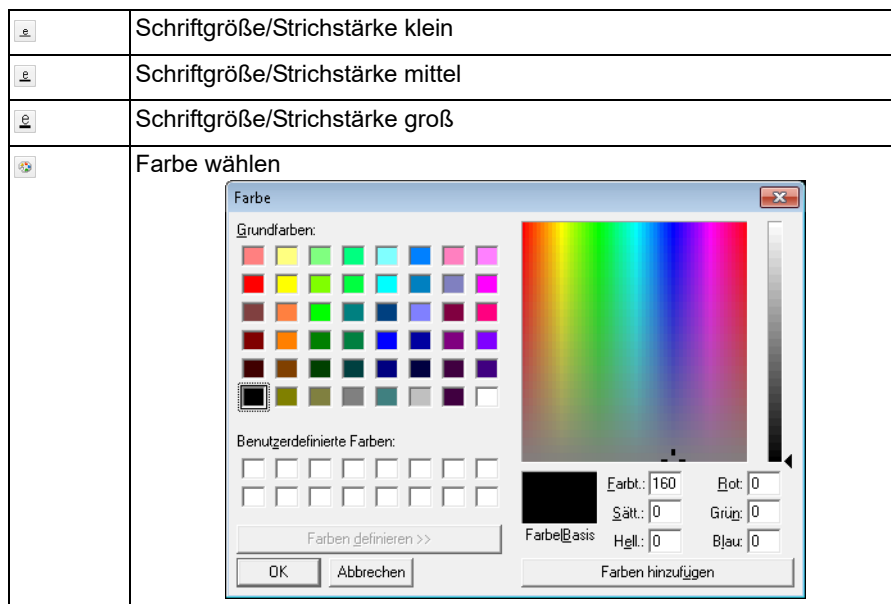 e
Schriftgröße/Strichstärke klein
e
Schriftgröße/Strichstärke mittel
e
Schriftgröße/Strichstärke groß
Farbe wählen
Farbe
Grundfarben:
Benutzerdefinierte Farben:
Farben definieren >>
OK
Abbrechen
Farbe|Basis
Farbt.: 160
Sätt.: 0
Hell.: 0
Rot: 0
Grün: 0
Blau: 0
Farben hinzufügen